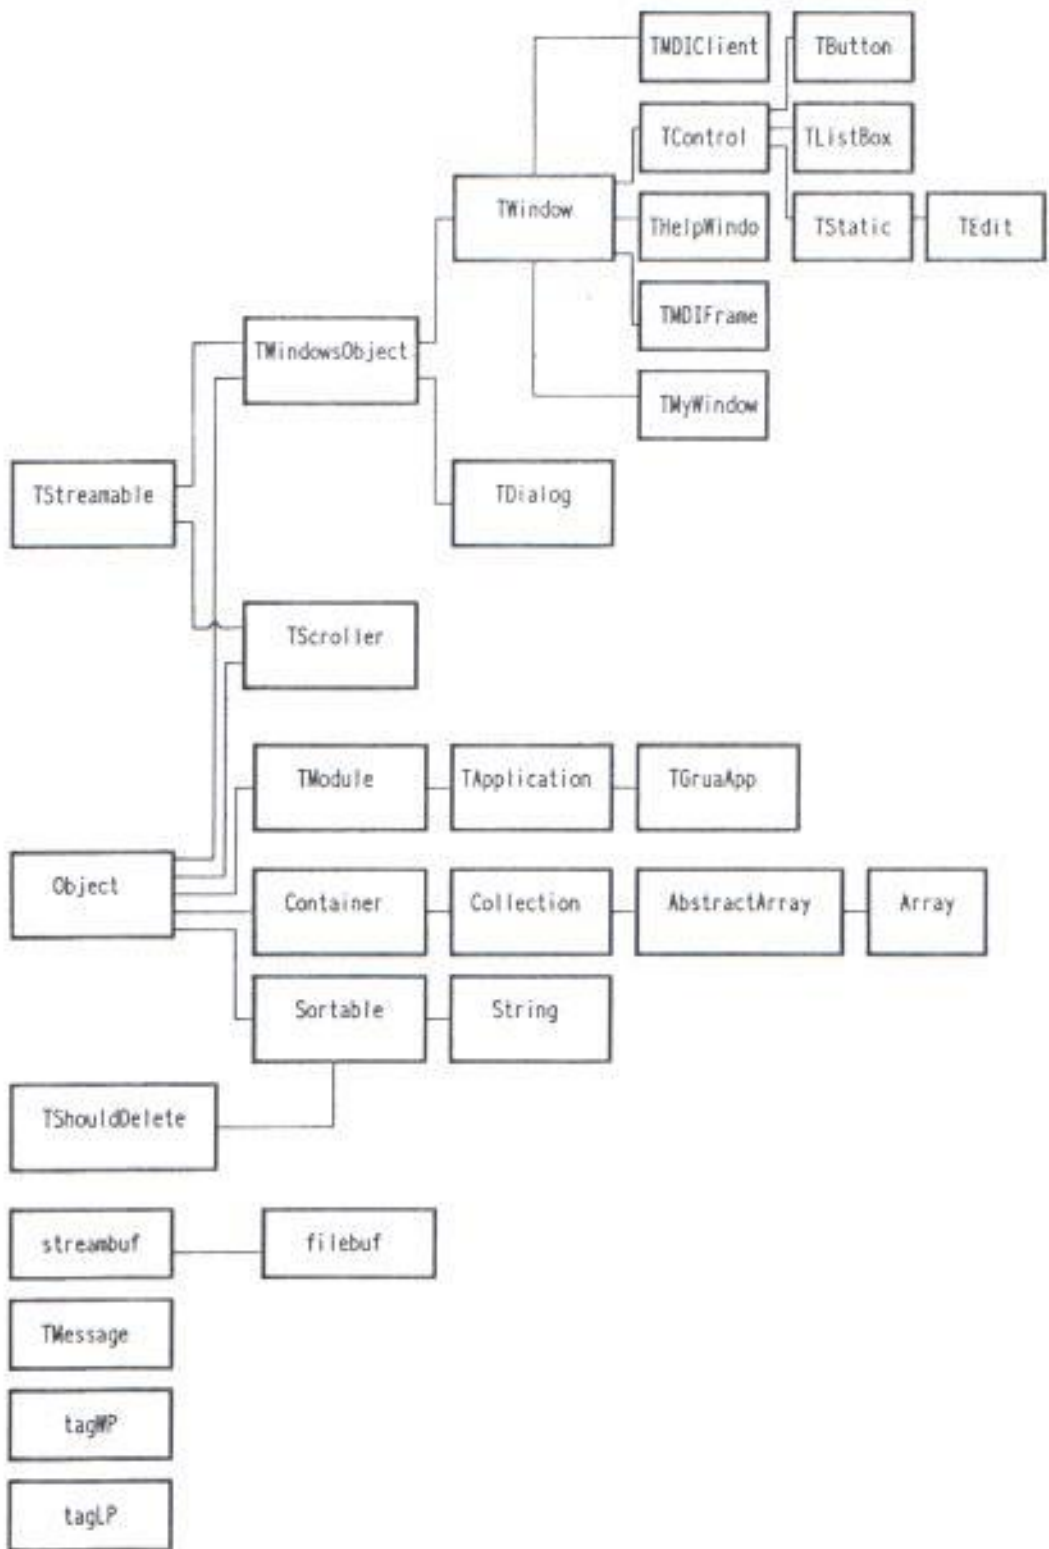 TMDIClient
TButton
TControl
TListBox
TWindow
THelpWindo
TStatic
TEdit
TMDIFrame
TWindowsObject
TMyWindow
TStreamable
TDialog
TScroller
TModule
TApplication
TGruaApp
Object
Container
Collection
AbstractArray
Array
Sortable
String
TShouldDelete
streambuf
filebuf
TMessage
tagWP
tagLP